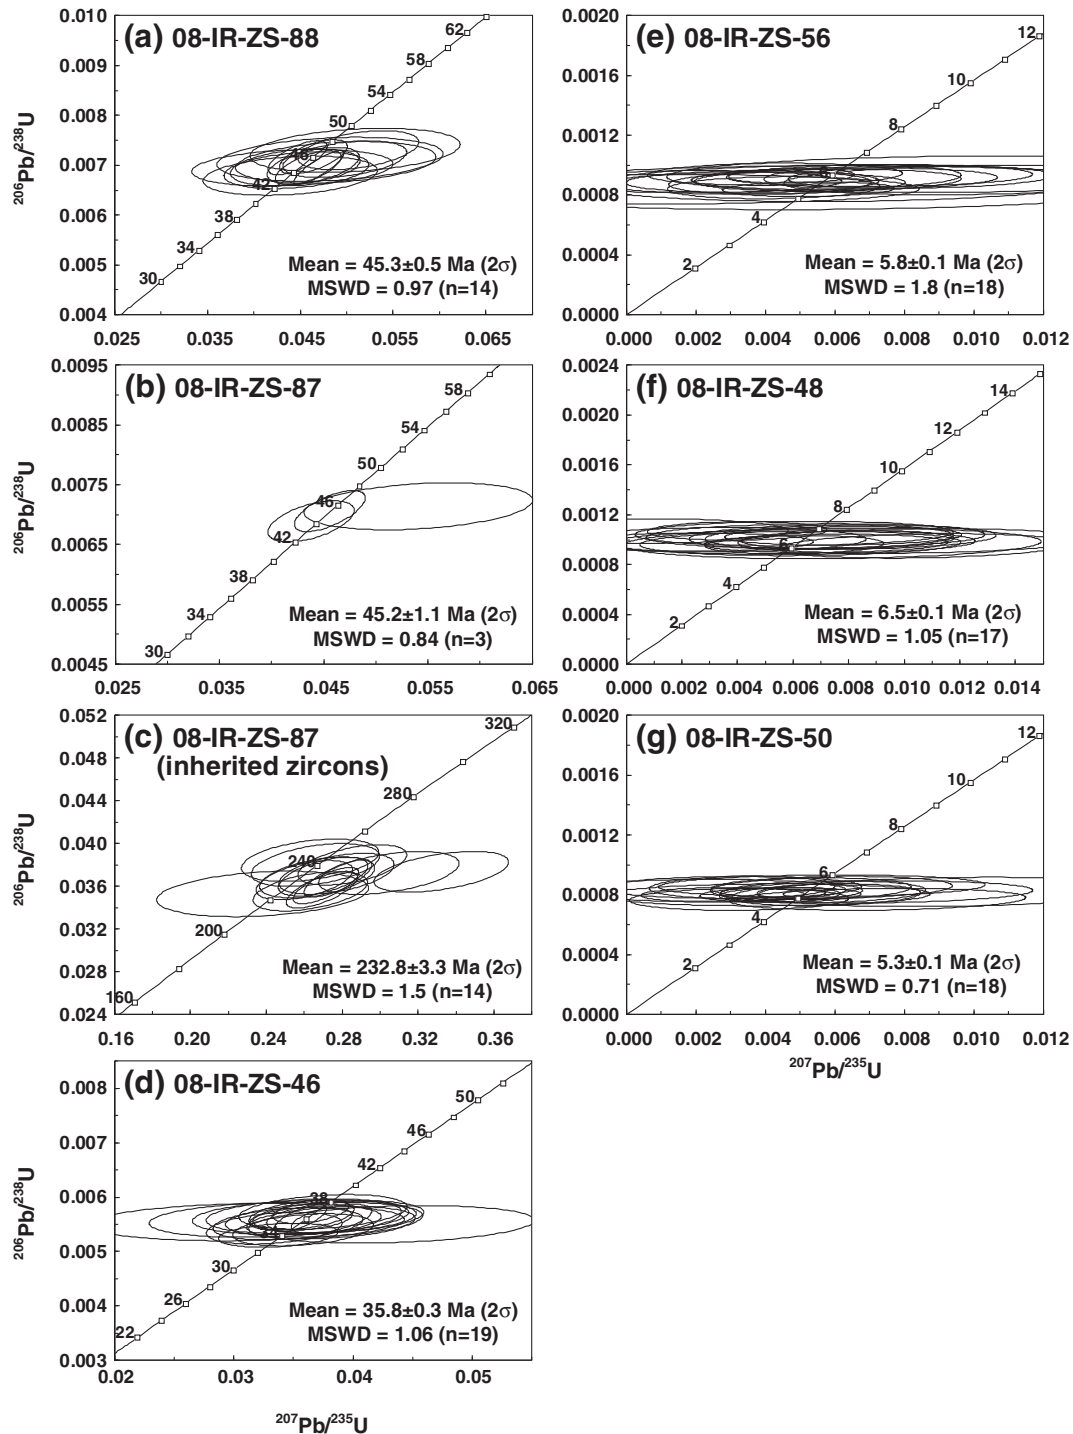 (a) 08-IR-ZS-88
0.010
0.009
0.008
0.007
0.006
0.005
0.004
²⁰⁶Pb/²³⁸U
62
58
54
50
46
42
38
34
30
Mean = 45.3±0.5 Ma (2σ)
MSWD = 0.97 (n=14)
0.025 0.035 0.045 0.055 0.065
(e) 08-IR-ZS-56
0.0020
0.0016
0.0012
0.0008
0.0004
0.0000
12
10
8
6
4
2
Mean = 5.8±0.1 Ma (2σ)
MSWD = 1.8 (n=18)
0.000 0.002 0.004 0.006 0.008 0.010 0.012
(b) 08-IR-ZS-87
0.0095
0.0085
0.0075
0.0065
0.0055
0.0045
²⁰⁶Pb/²³⁸U
58
54
50
46
42
38
34
30
Mean = 45.2±1.1 Ma (2σ)
MSWD = 0.84 (n=3)
0.025 0.035 0.045 0.055 0.065
(f) 08-IR-ZS-48
0.0024
0.0020
0.0016
0.0012
0.0008
0.0004
0.0000
14
12
10
8
6
4
2
Mean = 6.5±0.1 Ma (2σ)
MSWD = 1.05 (n=17)
0.000 0.002 0.004 0.006 0.008 0.010 0.012 0.014
(c) 08-IR-ZS-87
(inherited zircons)
0.052
0.048
0.044
0.040
0.036
0.032
0.028
0.024
²⁰⁶Pb/²³⁸U
320
280
240
200
160
Mean = 232.8±3.3 Ma (2σ)
MSWD = 1.5 (n=14)
0.16 0.20 0.24 0.28 0.32 0.36
(g) 08-IR-ZS-50
0.0020
0.0016
0.0012
0.0008
0.0004
0.0000
12
10
8
6
4
2
Mean = 5.3±0.1 Ma (2σ)
MSWD = 0.71 (n=18)
0.000 0.002 0.004 0.006 0.008 0.010 0.012
²⁰⁷Pb/²³⁵U
(d) 08-IR-ZS-46
0.008
0.007
0.006
0.005
0.004
0.003
²⁰⁶Pb/²³⁸U
50
46
42
38
34
30
26
22
Mean = 35.8±0.3 Ma (2σ)
MSWD = 1.06 (n=19)
0.02 0.03 0.04 0.05
²⁰⁷Pb/²³⁵U